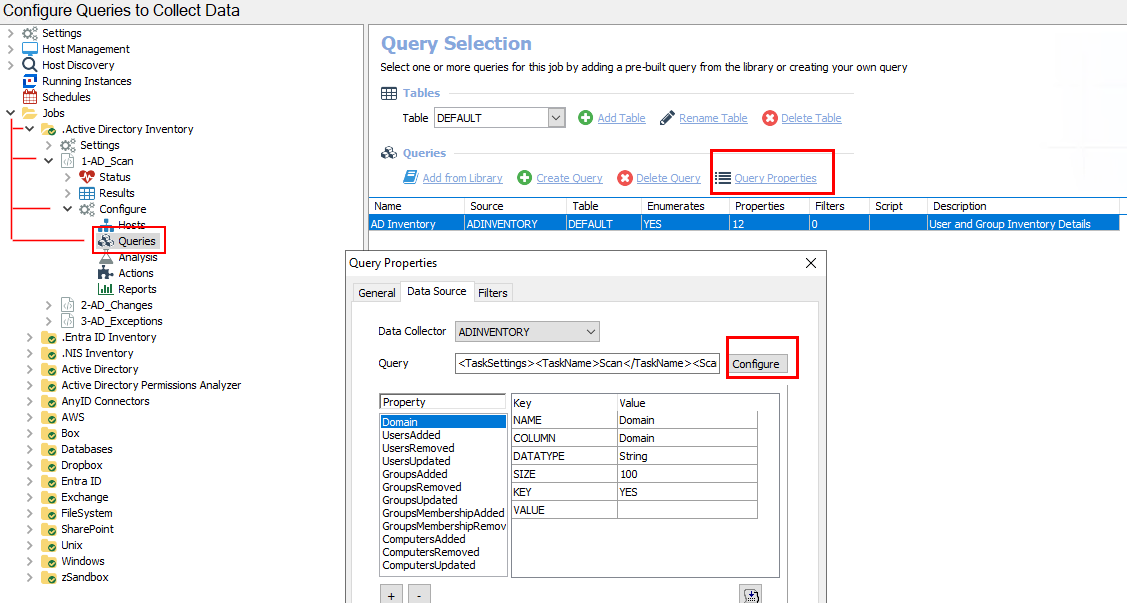 Configure Queries to Collect Data
Settings
Host Management
Host Discovery
Running Instances
Schedules
Jobs
.Active Directory Inventory
Settings
1-AD_Scan
Status
Results
Configure
Hosts
Queries
Analysis
Actions
Reports
2-AD_Changes
3-AD_Exceptions
.Entra ID Inventory
.NIS Inventory
Active Directory
Active Directory Permissions Analyzer
AnyID Connectors
AWS
Box
Databases
Dropbox
Entra ID
Exchange
FileSystem
SharePoint
Unix
Windows
zSandbox
Query Selection
Select one or more queries for this job by adding a pre-built query from the library or creating your own query
Tables
Table DEFAULT Add Table Rename Table Delete Table
Queries
Add from Library Create Query Delete Query Query Properties
Name Source Table Enumerates Properties Filters Script Description
AD Inventory ADINVENTORY DEFAULT YES 12 0 User and Group Inventory Details
Query Properties
General Data Source Filters
Data Collector ADINVENTORY
Query <TaskSettings><TaskName>Scan</TaskName><Sca Configure
Property
Domain
UsersAdded
UsersRemoved
UsersUpdated
GroupsAdded
GroupsRemoved
GroupsUpdated
GroupsMembershipAdded
GroupsMembershipRemov
ComputersAdded
ComputersRemoved
ComputersUpdated
Key Value
NAME Domain
COLUMN Domain
DATATYPE String
SIZE 100
KEY YES
VALUE
+ -